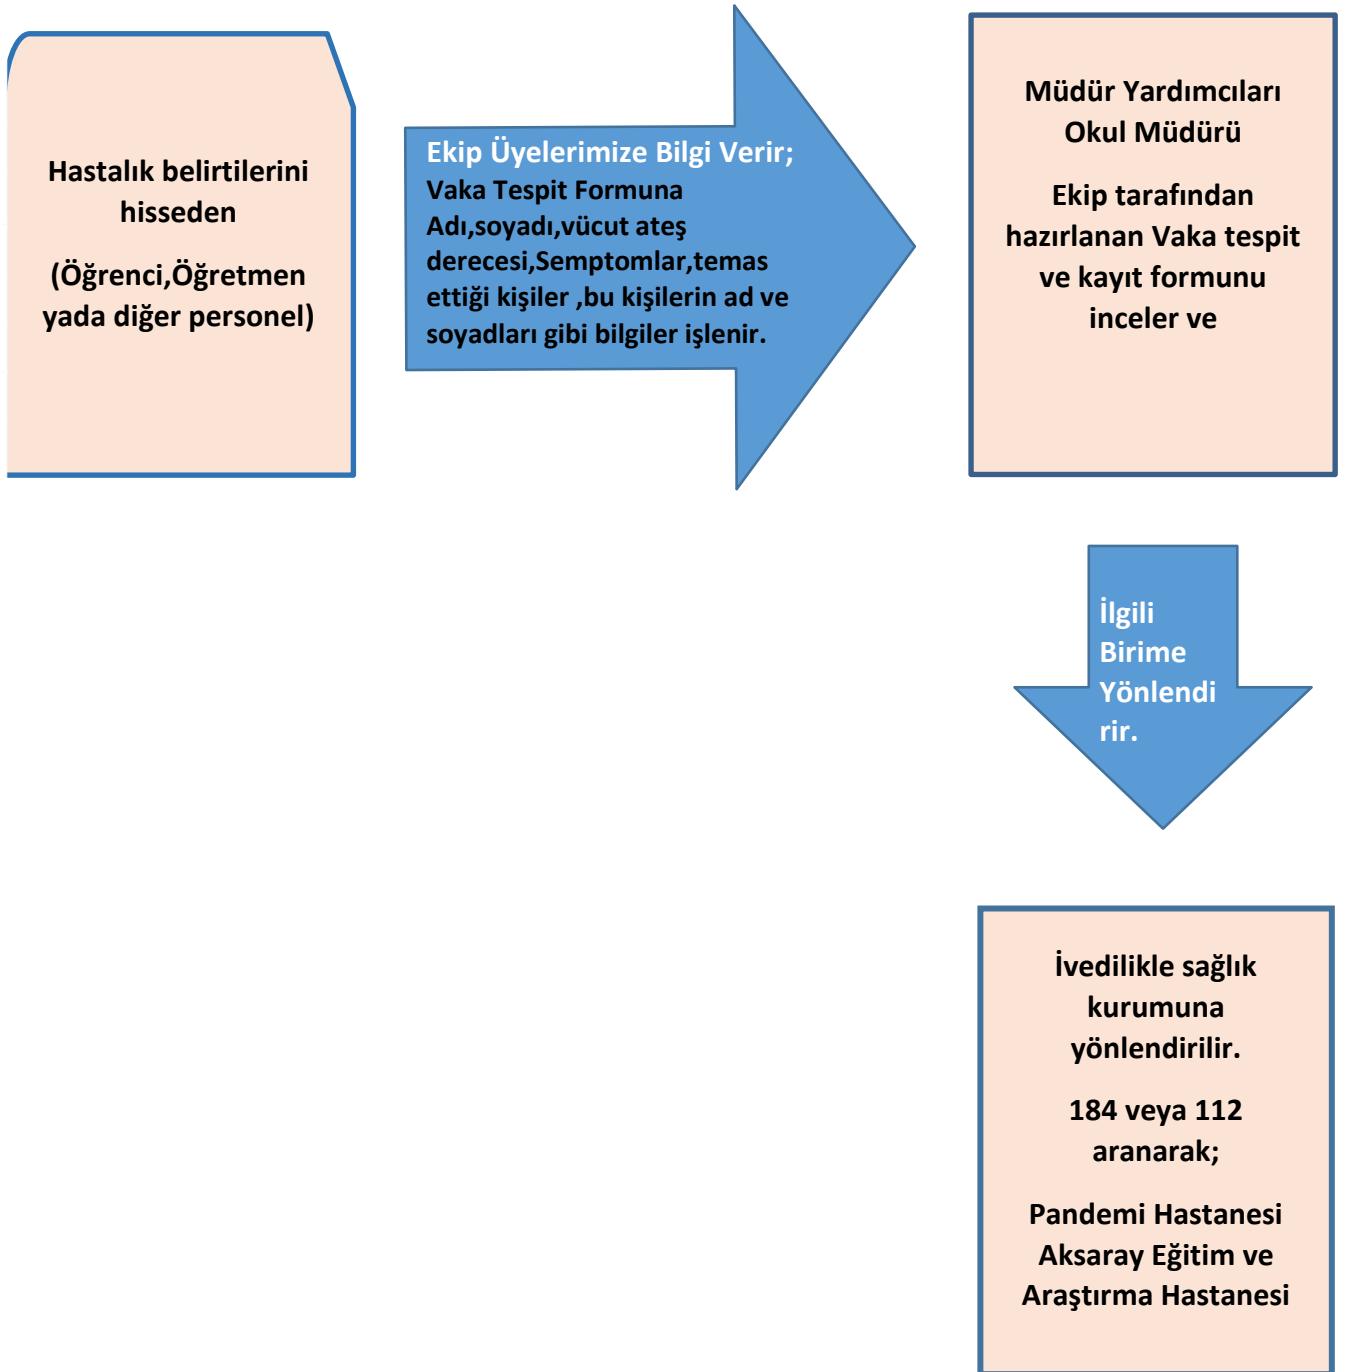 Hastalık belirtilerini
hisseden
(Öğrenci,Öğretmen
yada diğer personel)
Ekip Üyelerimize Bilgi Verir;
Vaka Tespit Formuna
Adı,soyadı,vücut ateş
derecesi,Semptomlar,temas
ettiği kişiler ,bu kişilerin ad ve
soyadları gibi bilgiler işlenir.
Müdür Yardımcıları
Okul Müdürü
Ekip tarafından
hazırlanan Vaka tespit
ve kayıt formunu
inceler ve
İlgili
Birime
Yönlendi
rir.
İvedilikle sağlık
kurumuna
yönlendirilir.
184 veya 112
aranarak;
Pandemi Hastanesi
Aksaray Eğitim ve
Araştırma Hastanesi